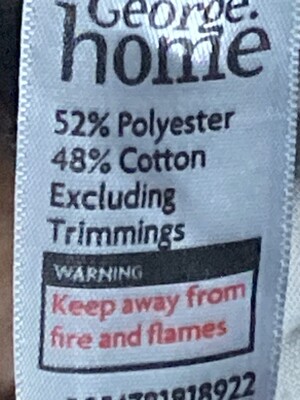 George.
home
52% Polyester
48% Cotton
Excluding
Trimmings
WARNING
Keep away from
fire and flames